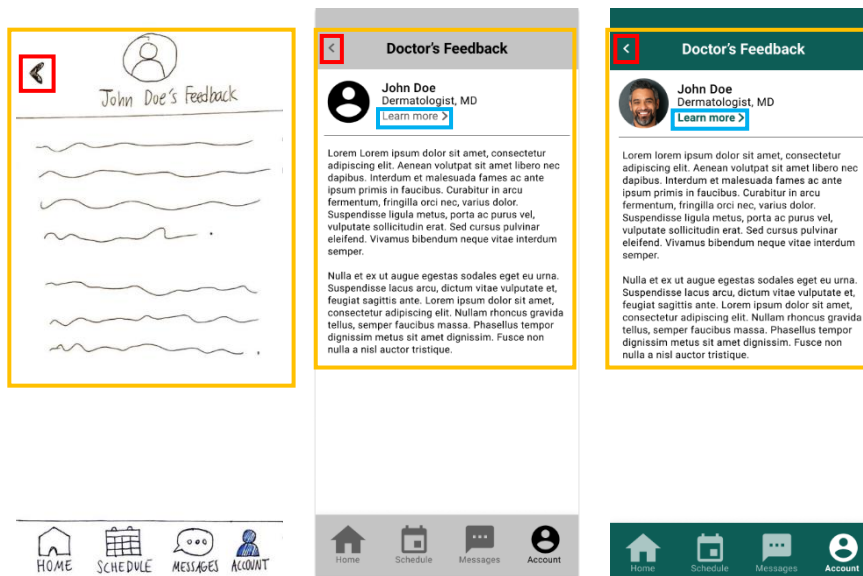 John Doe's Feedback
HOME SCHEDULE MESSAGES ACCOUNT
Doctor's Feedback
John Doe
Dermatologist, MD
Learn more >
Lorem Lorem ipsum dolor sit amet, consectetur
adipiscing elit. Aenean volutpat sit amet libero nec
dapibus. Interdum et malesuada fames ac ante
ipsum primis in faucibus. Curabitur in arcu
fermentum, fringilla orci nec, varius dolor.
Suspendisse ligula metus, porta ac purus vel,
vulputate sollicitudin erat. Sed cursus pulvinar
eleifend. Vivamus bibendum neque vitae interdum
semper.
Nulla et ex ut augue egestas sodales eget eu urna.
Suspendisse lacus arcu, dictum vitae vulputate et,
feugiat sagittis ante. Lorem ipsum dolor sit amet,
consectetur adipiscing elit. Nullam rhoncus gravida
tellus, semper faucibus massa. Phasellus tempor
dignissim metus sit amet dignissim. Fusce non
nulla a nisl auctor tristique.
Home Schedule Messages Account
Doctor's Feedback
John Doe
Dermatologist, MD
Learn more >
Lorem lorem ipsum dolor sit amet, consectetur
adipiscing elit. Aenean volutpat sit amet libero nec
dapibus. Interdum et malesuada fames ac ante
ipsum primis in faucibus. Curabitur in arcu
fermentum, fringilla orci nec, varius dolor.
Suspendisse ligula metus, porta ac purus vel,
vulputate sollicitudin erat. Sed cursus pulvinar
eleifend. Vivamus bibendum neque vitae interdum
semper.
Nulla et ex ut augue egestas sodales eget eu urna.
Suspendisse lacus arcu, dictum vitae vulputate et,
feugiat sagittis ante. Lorem ipsum dolor sit amet,
consectetur adipiscing elit. Nullam rhoncus gravida
tellus, semper faucibus massa. Phasellus tempor
dignissim metus sit amet dignissim. Fusce non
nulla a nisl auctor tristique.
Home Schedule Messages Account